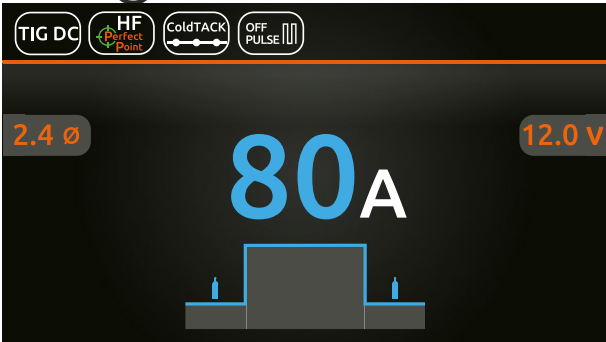 TIG DC
HF
Perfect
Point
ColdTACK
OFF
PULSE
2.4 Ø
12.0 V
80A